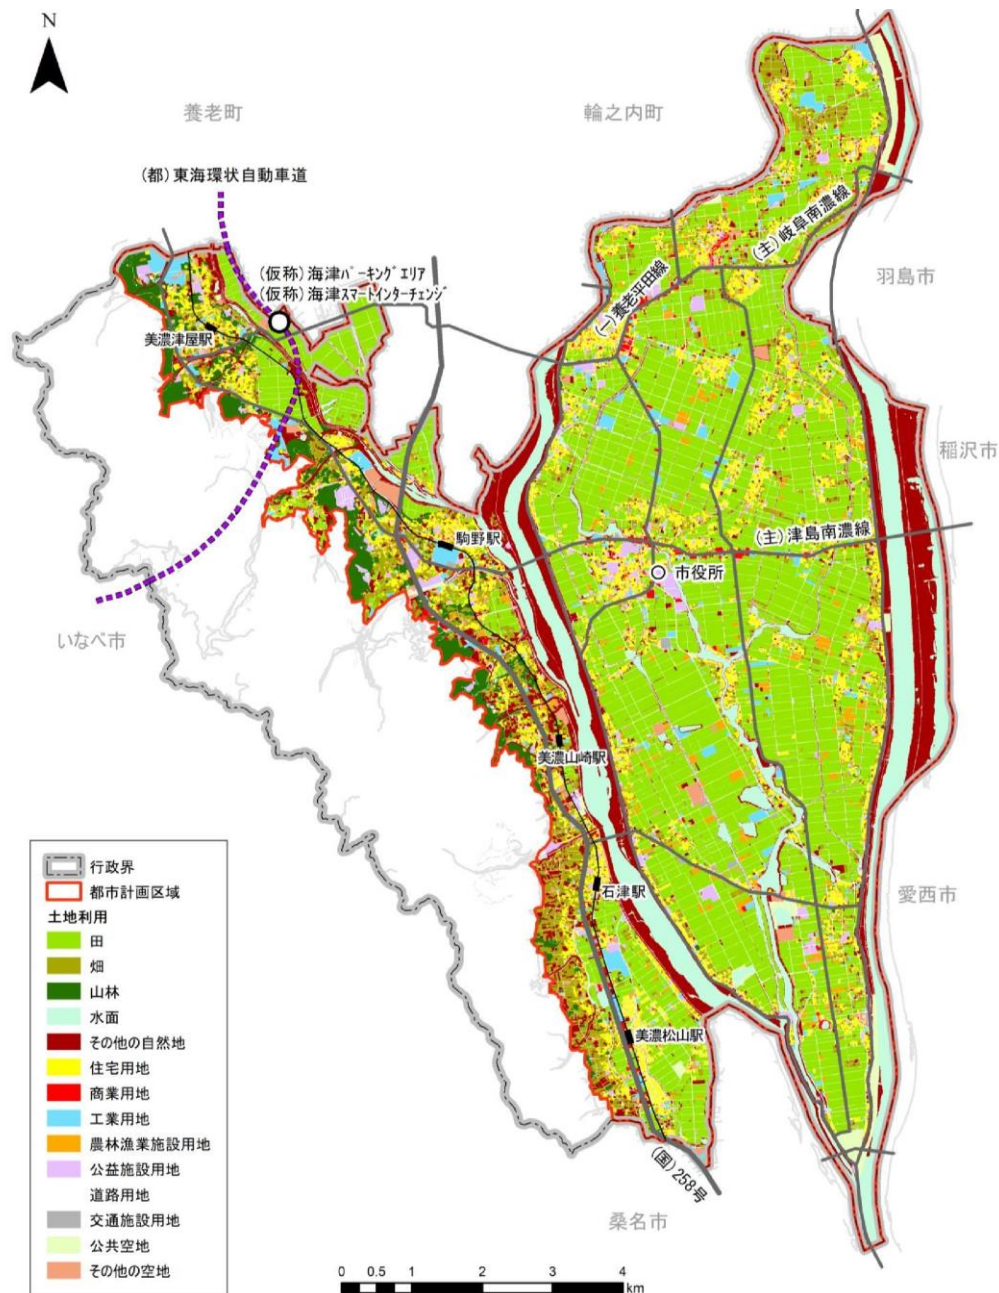 N
養老町
輪之内町
(都)東海環状自動車道
(主)岐阜南濃線
(仮称)海津パーキングエリア
(仮称)海津スマートインターチェンジ
(一)養老平田線
羽島市
美濃津屋駅
稲沢市
駒野駅
(主)津島南濃線
市役所
いなべ市
美濃山崎駅
石津駅
愛西市
美濃松山駅
(国)258号
桑名市
行政界
都市計画区域
土地利用
田
畑
山林
水面
その他の自然地
住宅用地
商業用地
工業用地
農林漁業施設用地
公益施設用地
道路用地
交通施設用地
公共空地
その他の空地
0 0.5 1 2 3 4
km